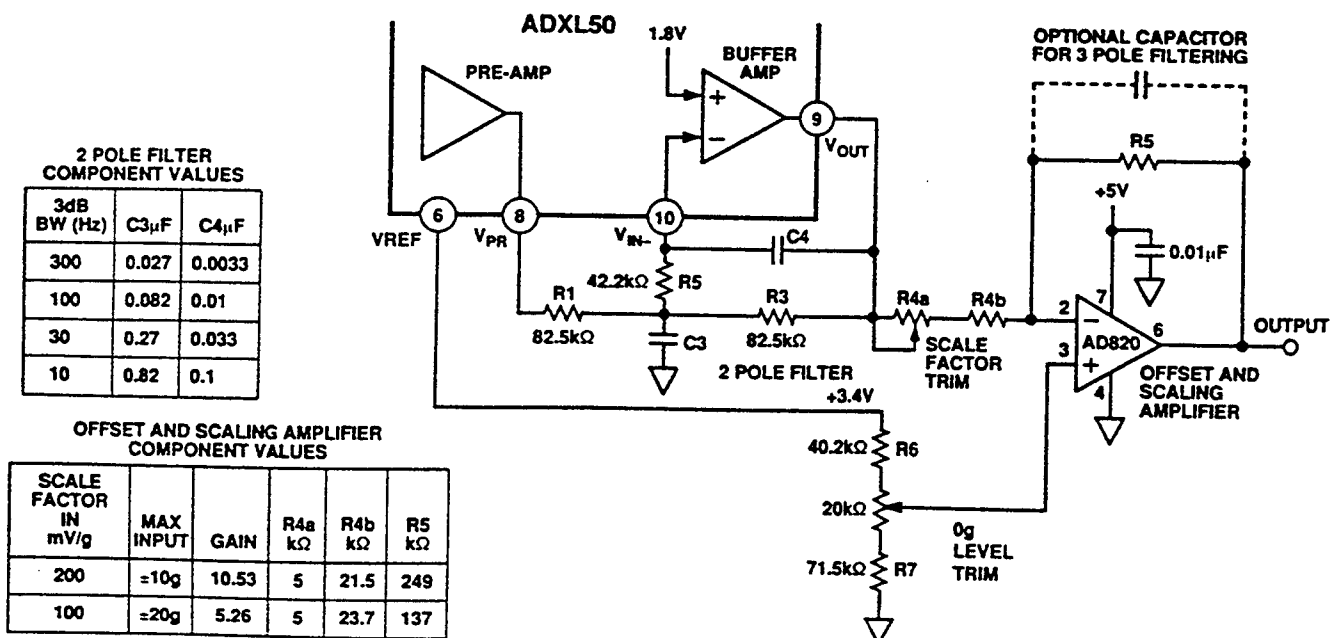 ADXL50
PRE-AMP
1.8V
BUFFER
AMP
+
−
9
VOUT
6
VREF
8
VPR
10
VIN−
OPTIONAL CAPACITOR
FOR 3 POLE FILTERING
R5
+5V
0.01μF
7
2
−
3
+
AD820
6
4
OUTPUT
OFFSET AND
SCALING
AMPLIFIER
C4
42.2kΩ
R5
R1
82.5kΩ
C3
R3
82.5kΩ
R4a
R4b
SCALE
FACTOR
TRIM
2 POLE FILTER
+3.4V
40.2kΩ
R6
20kΩ
0g
LEVEL
TRIM
71.5kΩ
R7
2 POLE FILTER
COMPONENT VALUES
3dB
BW (Hz) C3μF C4μF
300 0.027 0.0033
100 0.082 0.01
30 0.27 0.033
10 0.82 0.1
OFFSET AND SCALING AMPLIFIER
COMPONENT VALUES
SCALE
FACTOR
IN
mV/g
MAX
INPUT
GAIN
R4a
kΩ
R4b
kΩ
R5
kΩ
200 ±10g 10.53 5 21.5 249
100 ±20g 5.26 5 23.7 137